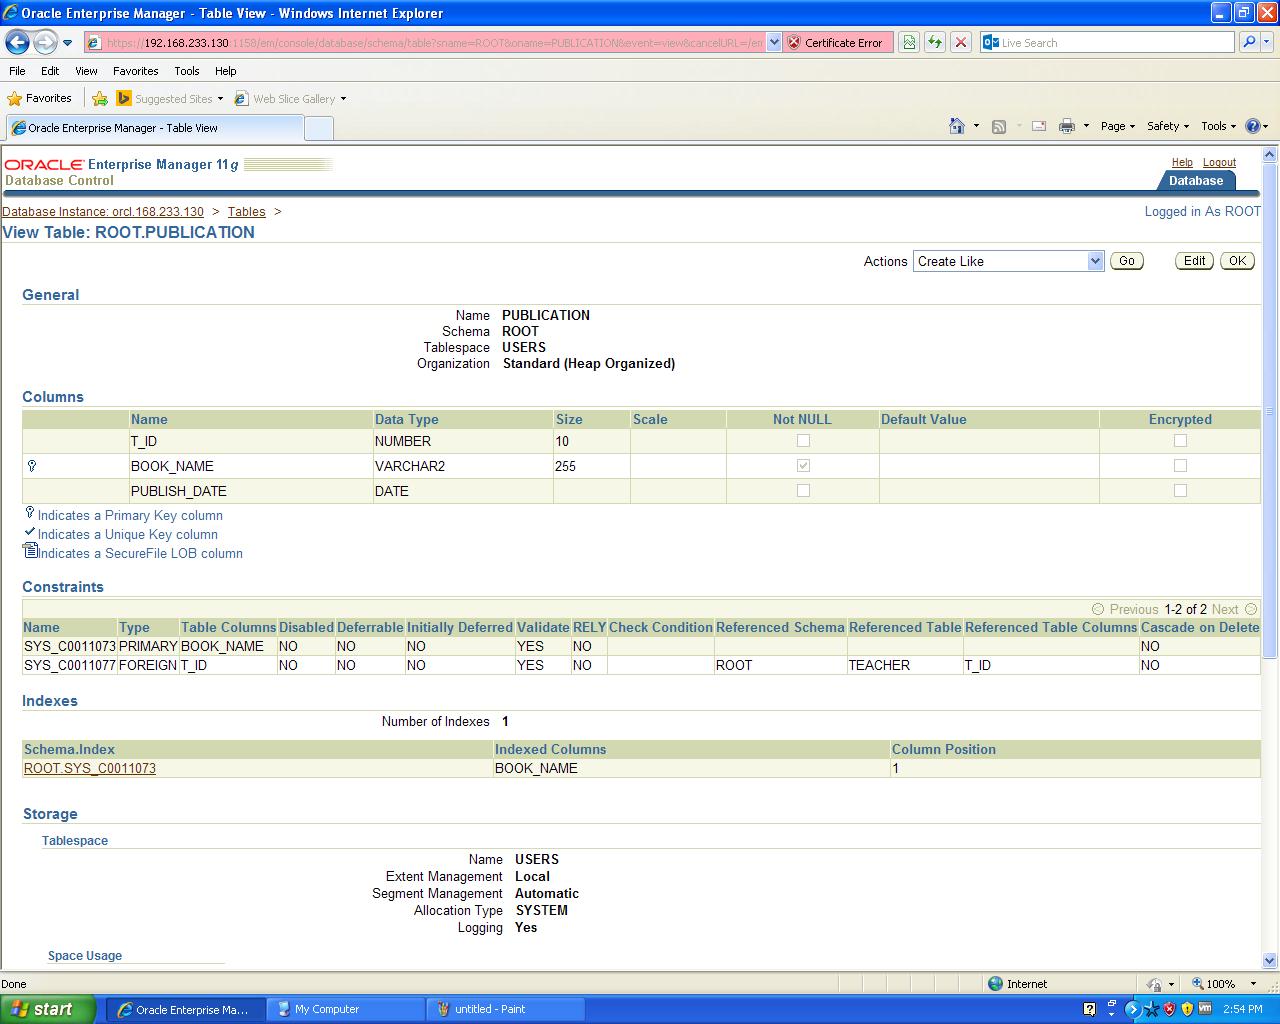 Oracle Enterprise Manager - Table View - Windows Internet Explorer
https://192.168.233.130:1158/em/console/database/schema/table?sname=ROOT&oname=PUBLICATION&event=view&cancelURL=/em Certificate Error Live Search
File Edit View Favorites Tools Help
Favorites Suggested Sites Web Slice Gallery
Oracle Enterprise Manager - Table View Page Safety Tools
ORACLE Enterprise Manager 11g
Database Control
Help Logout
Database
Database Instance: orcl.168.233.130 > Tables >
Logged in As ROOT
View Table: ROOT.PUBLICATION
Actions Create Like Go Edit OK
General
Name PUBLICATION
Schema ROOT
Tablespace USERS
Organization Standard (Heap Organized)
Columns
Name Data Type Size Scale Not NULL Default Value Encrypted
T_ID NUMBER 10
BOOK_NAME VARCHAR2 255
PUBLISH_DATE DATE
Indicates a Primary Key column
Indicates a Unique Key column
Indicates a SecureFile LOB column
Constraints
Previous 1-2 of 2 Next
Name Type Table Columns Disabled Deferrable Initially Deferred Validate RELY Check Condition Referenced Schema Referenced Table Referenced Table Columns Cascade on Delete
SYS_C0011073 PRIMARY BOOK_NAME NO NO NO YES NO NO
SYS_C0011077 FOREIGN T_ID NO NO NO YES NO ROOT TEACHER T_ID NO
Indexes
Number of Indexes 1
Schema.Index Indexed Columns Column Position
ROOT.SYS_C0011073 BOOK_NAME 1
Storage
Tablespace
Name USERS
Extent Management Local
Segment Management Automatic
Allocation Type SYSTEM
Logging Yes
Space Usage
Done Internet 100%
start Oracle Enterprise Ma... My Computer untitled - Paint 2:54 PM